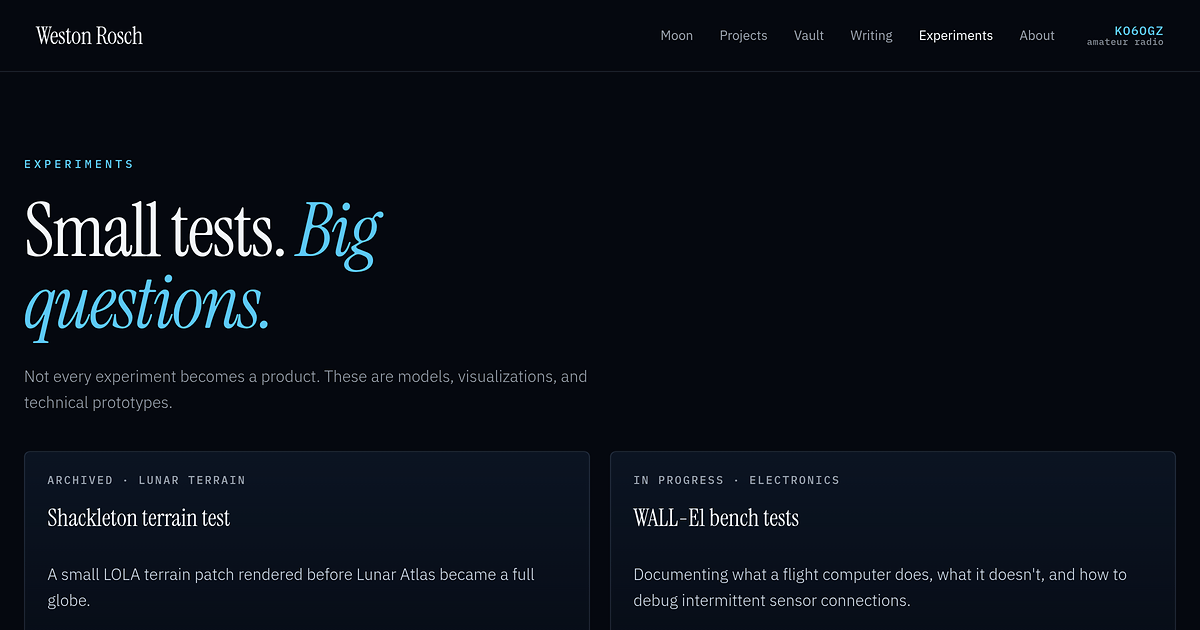 Weston Rosch
Moon
Projects
Vault
Writing
Experiments
About
KO6OGZ
amateur radio
EXPERIMENTS
Small tests. Big
questions.
Not every experiment becomes a product. These are models, visualizations, and
technical prototypes.
ARCHIVED · LUNAR TERRAIN
Shackleton terrain test
A small LOLA terrain patch rendered before Lunar Atlas became a full
globe.
IN PROGRESS · ELECTRONICS
WALL-E1 bench tests
Documenting what a flight computer does, what it doesn't, and how to
debug intermittent sensor connections.